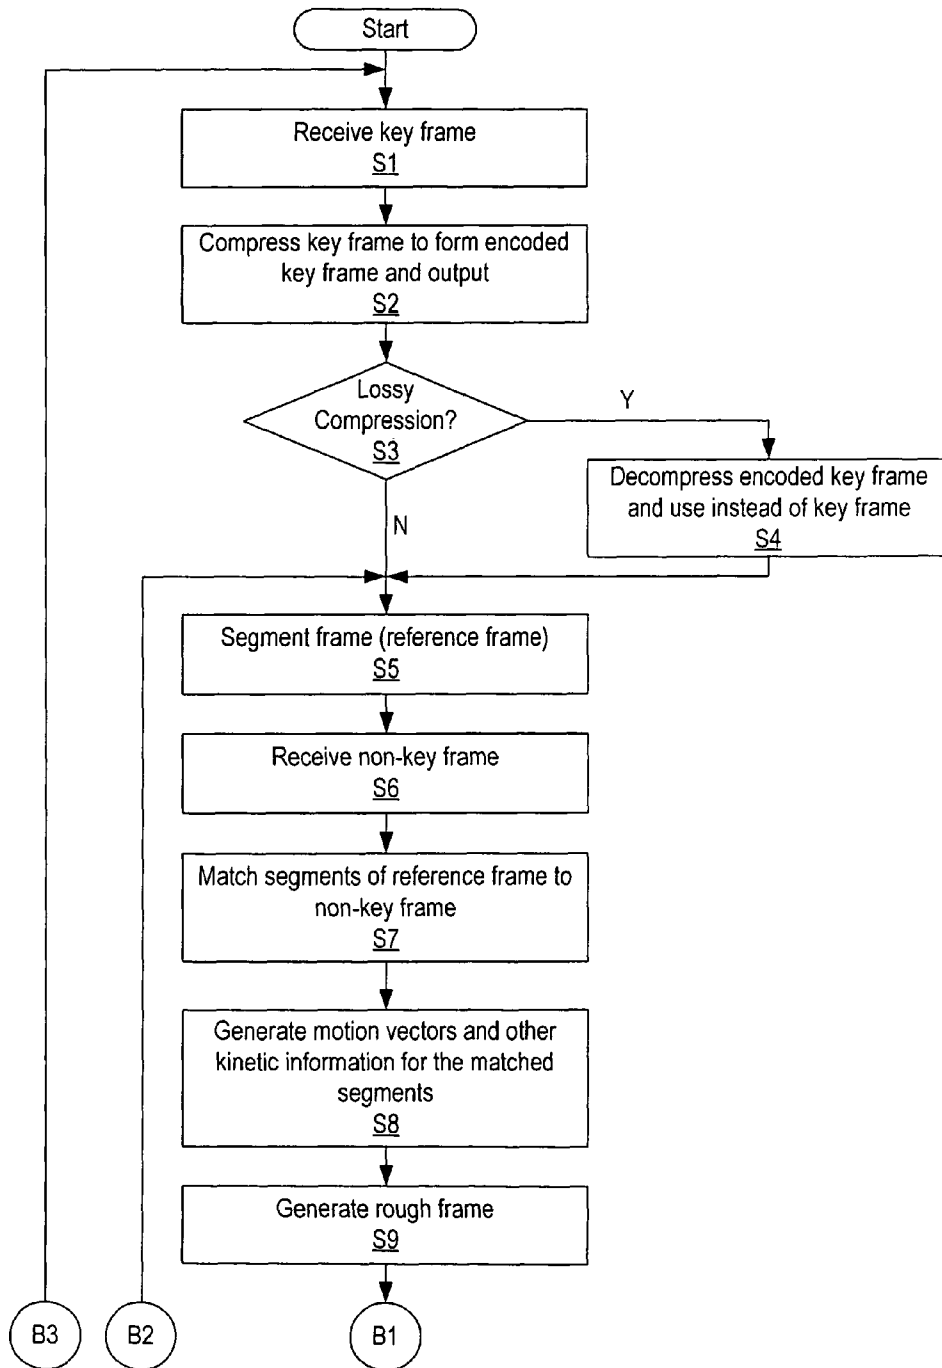 Start
Receive key frame
S1
Compress key frame to form encoded
key frame and output
S2
Lossy
Compression?
S3
Y
N
Decompress encoded key frame
and use instead of key frame
S4
Segment frame (reference frame)
S5
Receive non-key frame
S6
Match segments of reference frame to
non-key frame
S7
Generate motion vectors and other
kinetic information for the matched
segments
S8
Generate rough frame
S9
B3
B2
B1